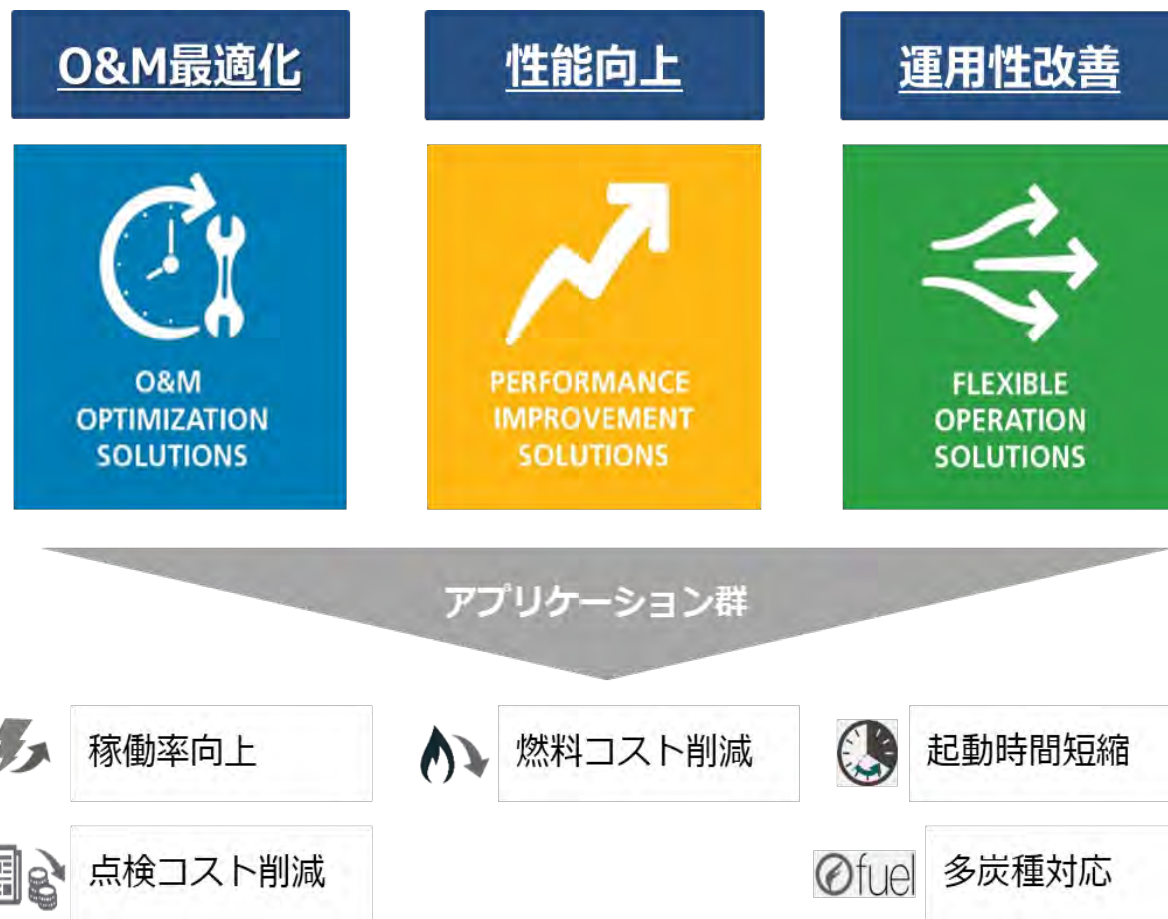 O&M最適化
性能向上
運用性改善
O&M
OPTIMIZATION
SOLUTIONS
PERFORMANCE
IMPROVEMENT
SOLUTIONS
FLEXIBLE
OPERATION
SOLUTIONS
アプリケーション群
稼働率向上
燃料コスト削減
起動時間短縮
点検コスト削減
fuel
多炭種対応